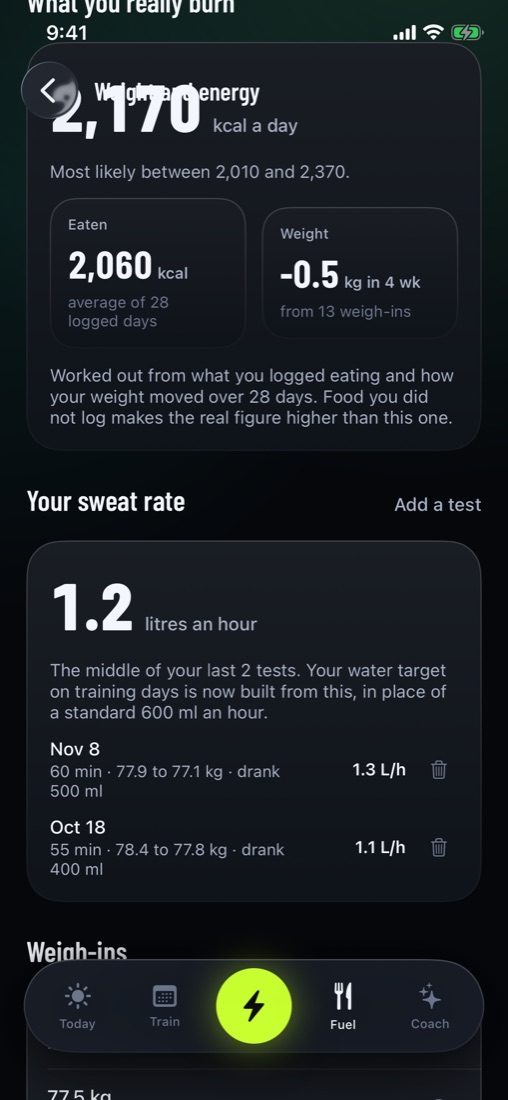 What you really burn
9:41
Weight and energy
2,170 kcal a day
Most likely between 2,010 and 2,370.
Eaten
2,060 kcal
average of 28
logged days
Weight
-0.5 kg in 4 wk
from 13 weigh-ins
Worked out from what you logged eating and how
your weight moved over 28 days. Food you did
not log makes the real figure higher than this one.
Your sweat rate
Add a test
1.2 litres an hour
The middle of your last 2 tests. Your water target
on training days is now built from this, in place of
a standard 600 ml an hour.
Nov 8
60 min · 77.9 to 77.1 kg · drank
500 ml
1.3 L/h
Oct 18
55 min · 78.4 to 77.8 kg · drank
400 ml
1.1 L/h
Weigh-ins
Today
Train
Fuel
Coach
77.5 kg